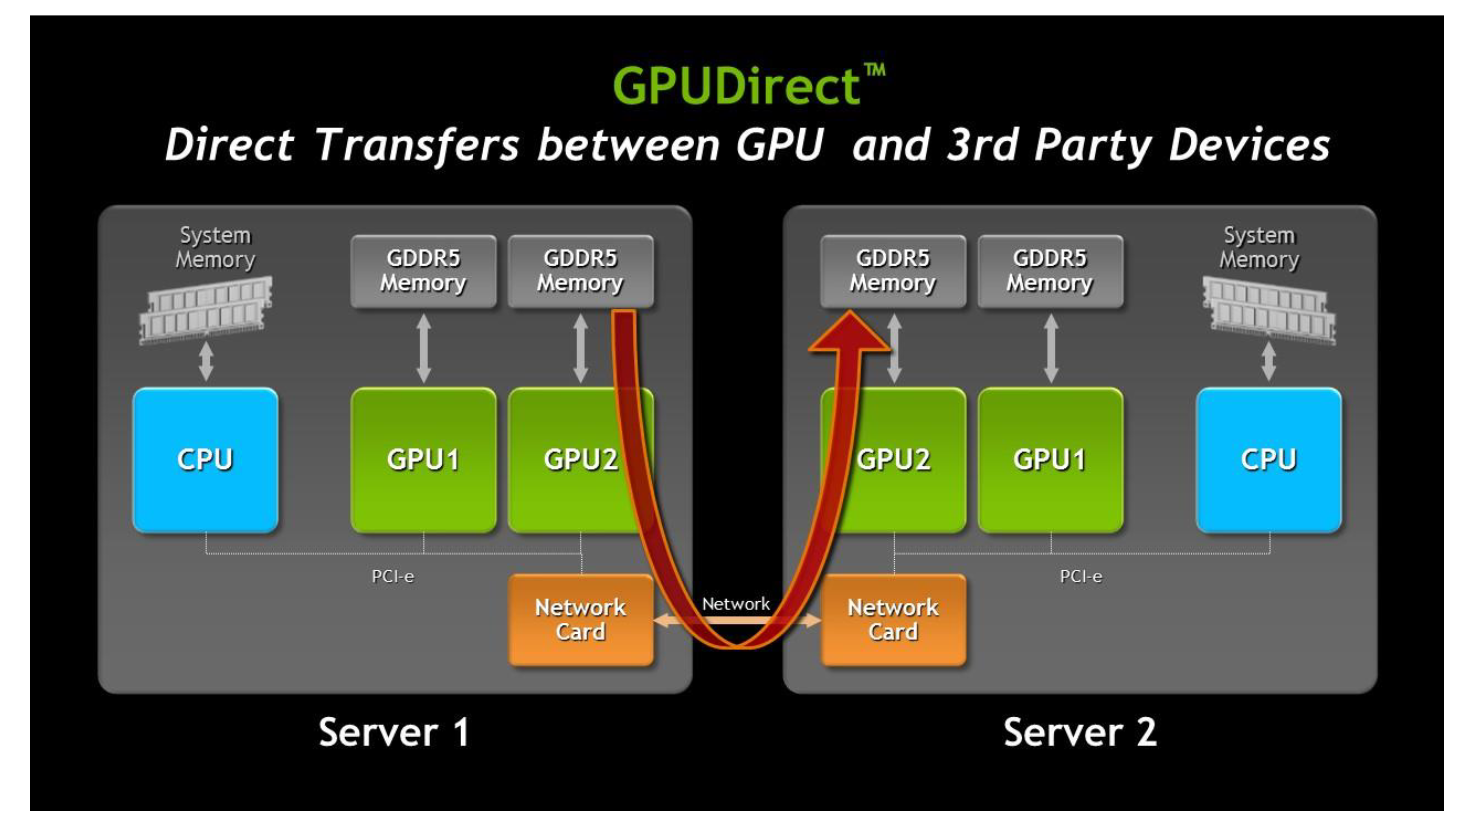 GPUDirect™
Direct Transfers between GPU and 3rd Party Devices
System
Memory
GDDR5
Memory
GDDR5
Memory
CPU
GPU1
GPU2
PCI-e
Network
Card
Server 1
Network
GDDR5
Memory
GDDR5
Memory
System
Memory
GPU2
GPU1
CPU
PCI-e
Network
Card
Server 2